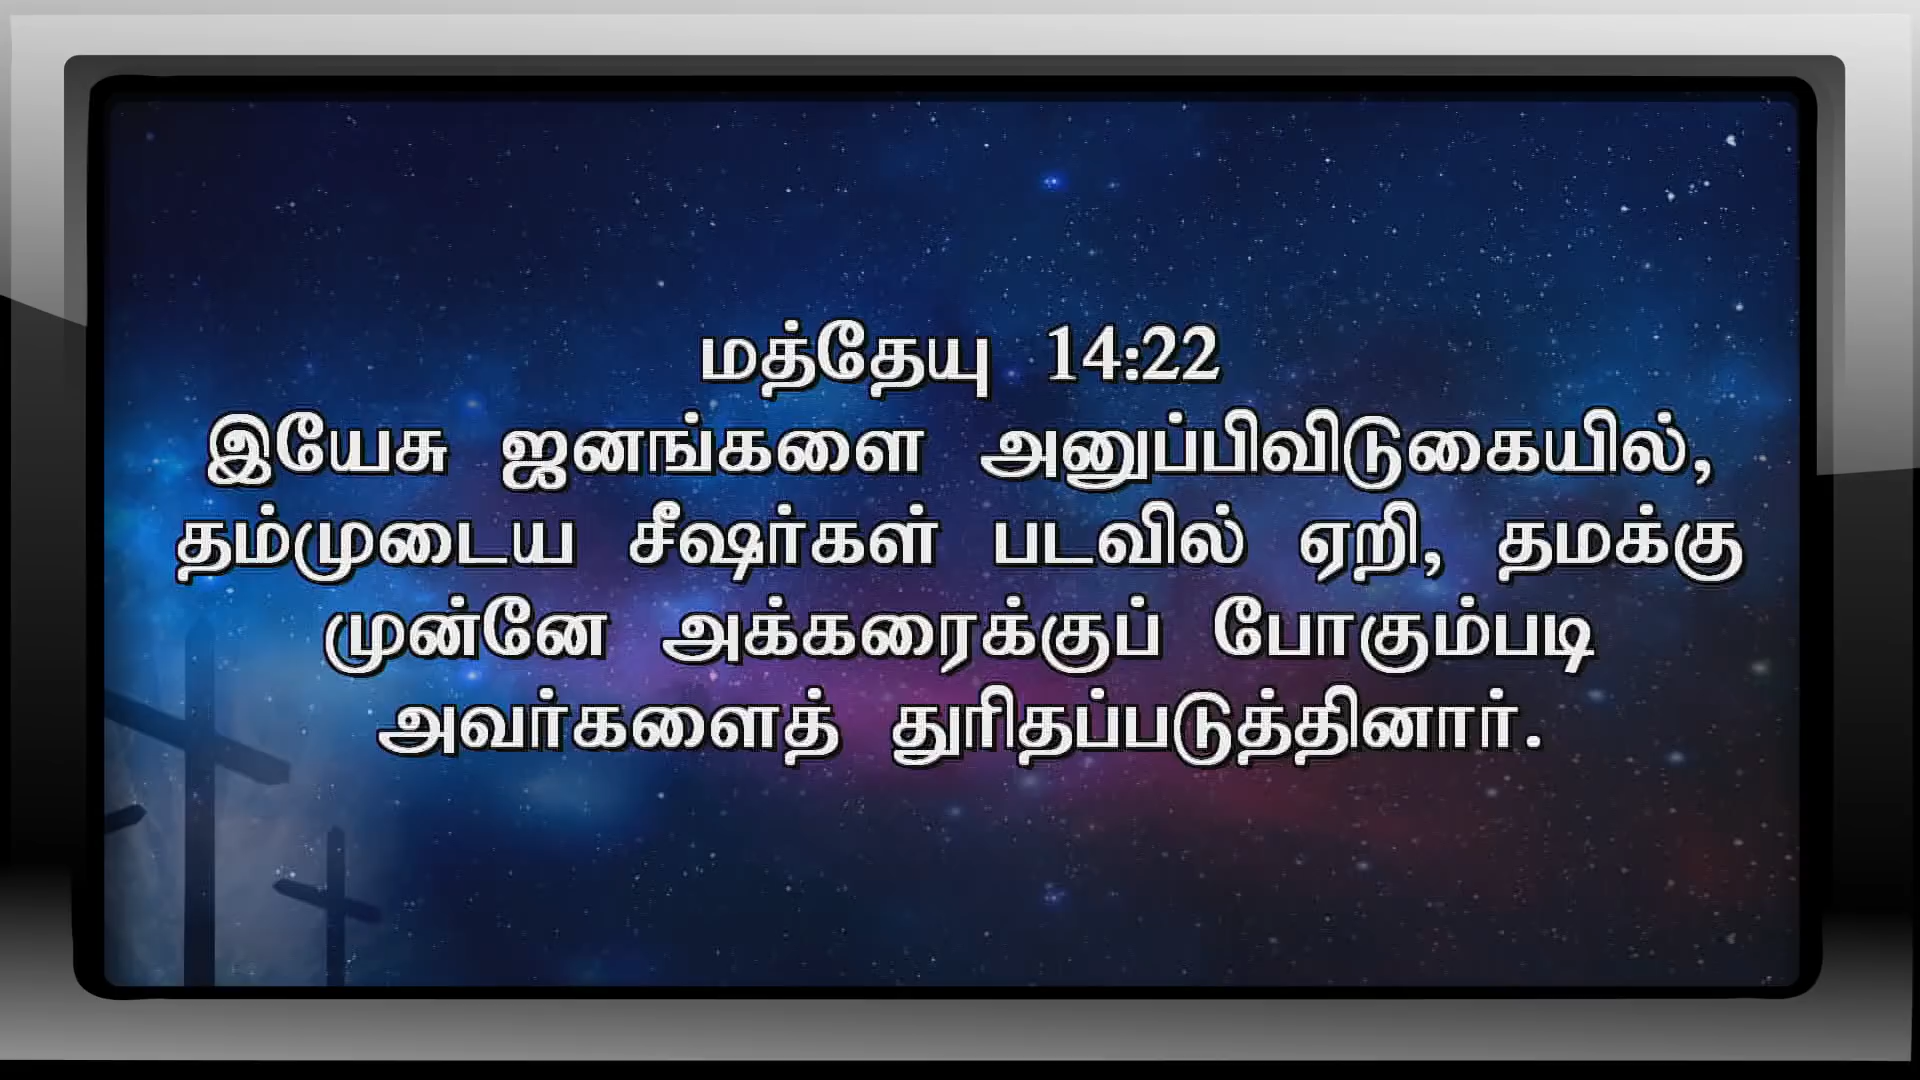 மத்தேயு 14:22
இயேசு ஜனங்களை அனுப்பிவிடுகையில்,
தம்முடைய சீஷர்கள் படவில் ஏறி, தமக்கு
முன்னே அக்கரைக்குப் போகும்படி
அவர்களைத் துரிதப்படுத்தினார்.